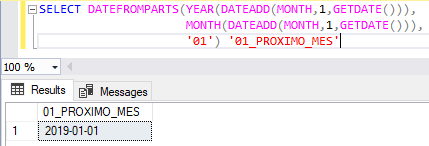 SELECT DATEFROMPARTS(YEAR(DATEADD(MONTH,1,GETDATE())),
MONTH(DATEADD(MONTH,1,GETDATE())),
'01') '01_PROXIMO_MES'
100 %
Results Messages
01_PROXIMO_MES
1 2019-01-01